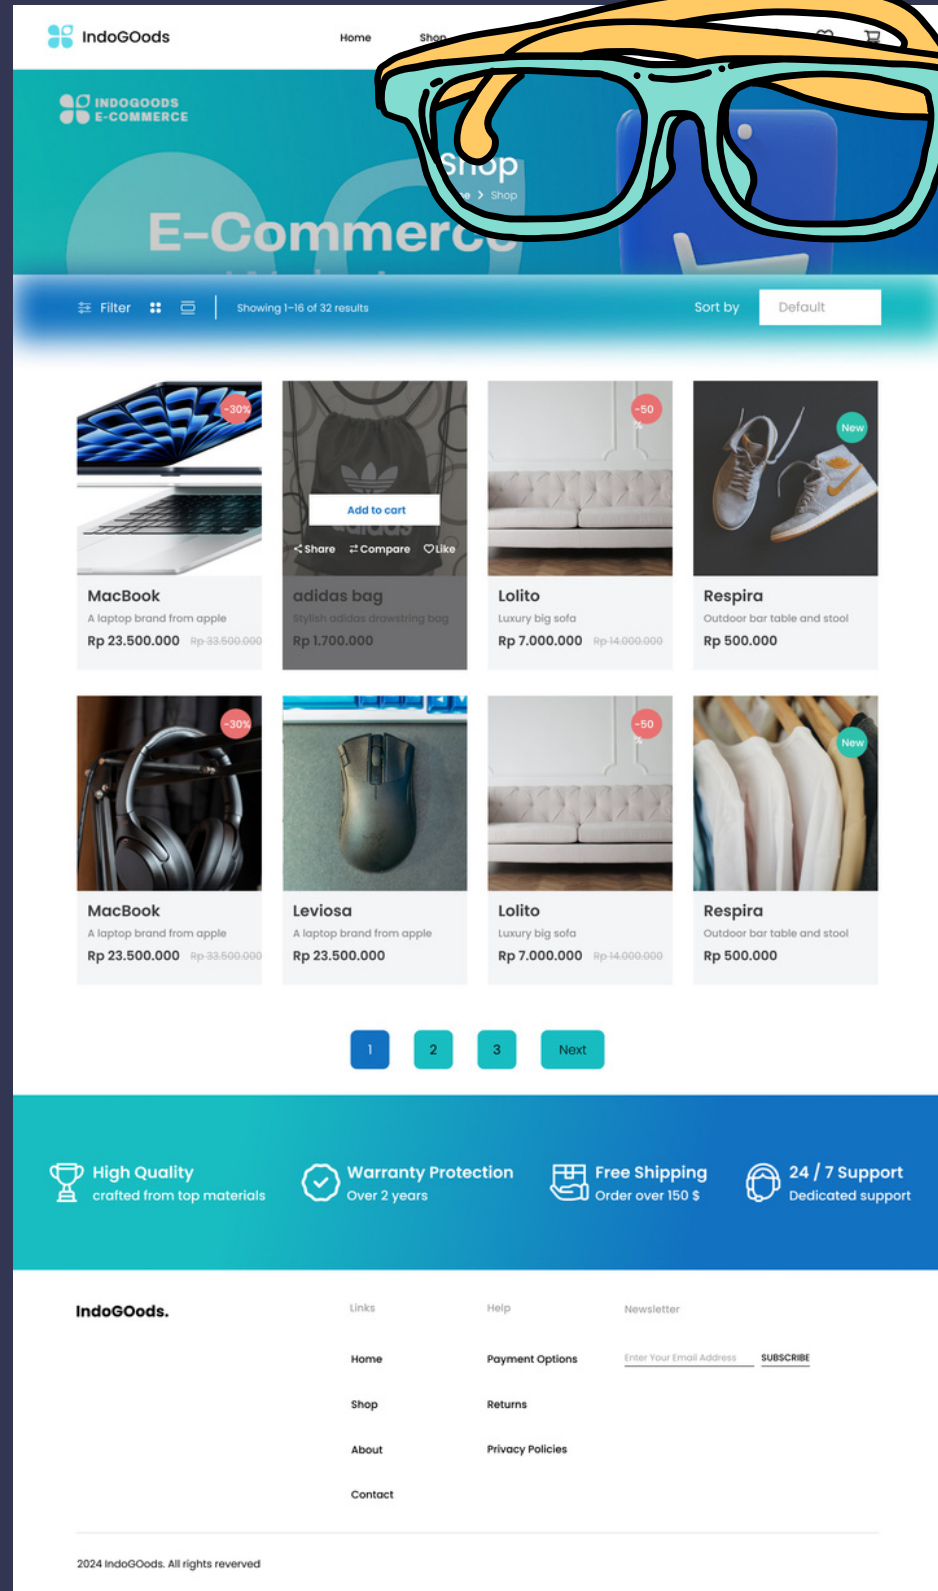 IndoGOods
Home
Shop
INDOGOODS
E-COMMERCE
Shop
Shop
E-Commerce
Filter
Showing 1–16 of 32 results
Sort by
Default
-30%
-50
%
New
Add to cart
adidas
Share
Compare
Like
MacBook
adidas bag
Lolito
Respira
A laptop brand from apple
Stylish adidas drawstring bag
Luxury big sofa
Outdoor bar table and stool
Rp 23.500.000 Rp 33.500.000
Rp 1.700.000
Rp 7.000.000 Rp 14.000.000
Rp 500.000
-30%
-50
%
New
MacBook
Leviosa
Lolito
Respira
A laptop brand from apple
A laptop brand from apple
Luxury big sofa
Outdoor bar table and stool
Rp 23.500.000 Rp 33.500.000
Rp 23.500.000
Rp 7.000.000 Rp 14.000.000
Rp 500.000
1
2
3
Next
High Quality
crafted from top materials
Warranty Protection
Over 2 years
Free Shipping
Order over 150 $
24 / 7 Support
Dedicated support
IndoGOods.
Links
Home
Shop
About
Contact
Help
Payment Options
Returns
Privacy Policies
Newsletter
Enter Your Email Address
SUBSCRIBE
2024 IndoGOods. All rights reverved